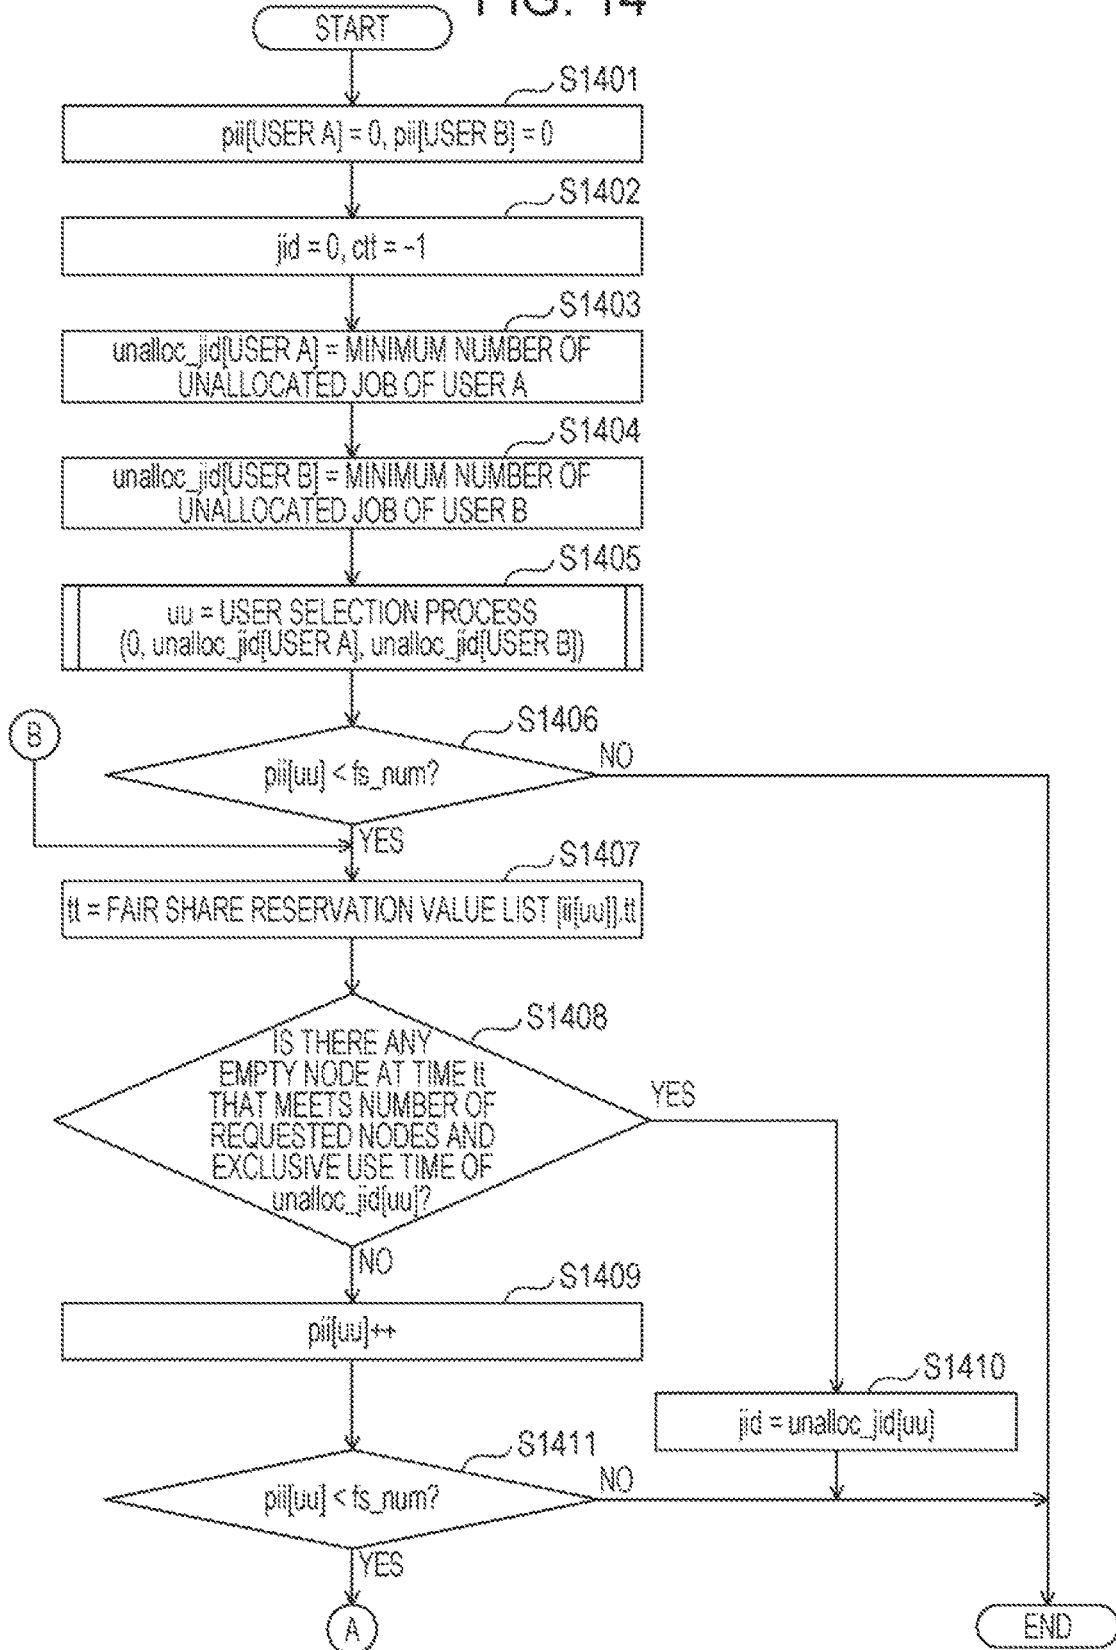 FIG. 14
START
S1401
pii[USER A] = 0, pii[USER B] = 0
S1402
jid = 0, ctt = -1
S1403
unalloc_jid[USER A] = MINIMUM NUMBER OF
UNALLOCATED JOB OF USER A
S1404
unalloc_jid[USER B] = MINIMUM NUMBER OF
UNALLOCATED JOB OF USER B
S1405
uu = USER SELECTION PROCESS
(0, unalloc_jid[USER A], unalloc_jid[USER B])
B
S1406
pii[uu] < fs_num?
NO
YES
S1407
tt = FAIR SHARE RESERVATION VALUE LIST [ii[uu]].tt
S1408
IS THERE ANY
EMPTY NODE AT TIME tt
THAT MEETS NUMBER OF
REQUESTED NODES AND
EXCLUSIVE USE TIME OF
unalloc_jid[uu]?
YES
NO
S1409
pii[uu]++
S1410
jid = unalloc_jid[uu]
S1411
pii[uu] < fs_num?
NO
YES
A
END